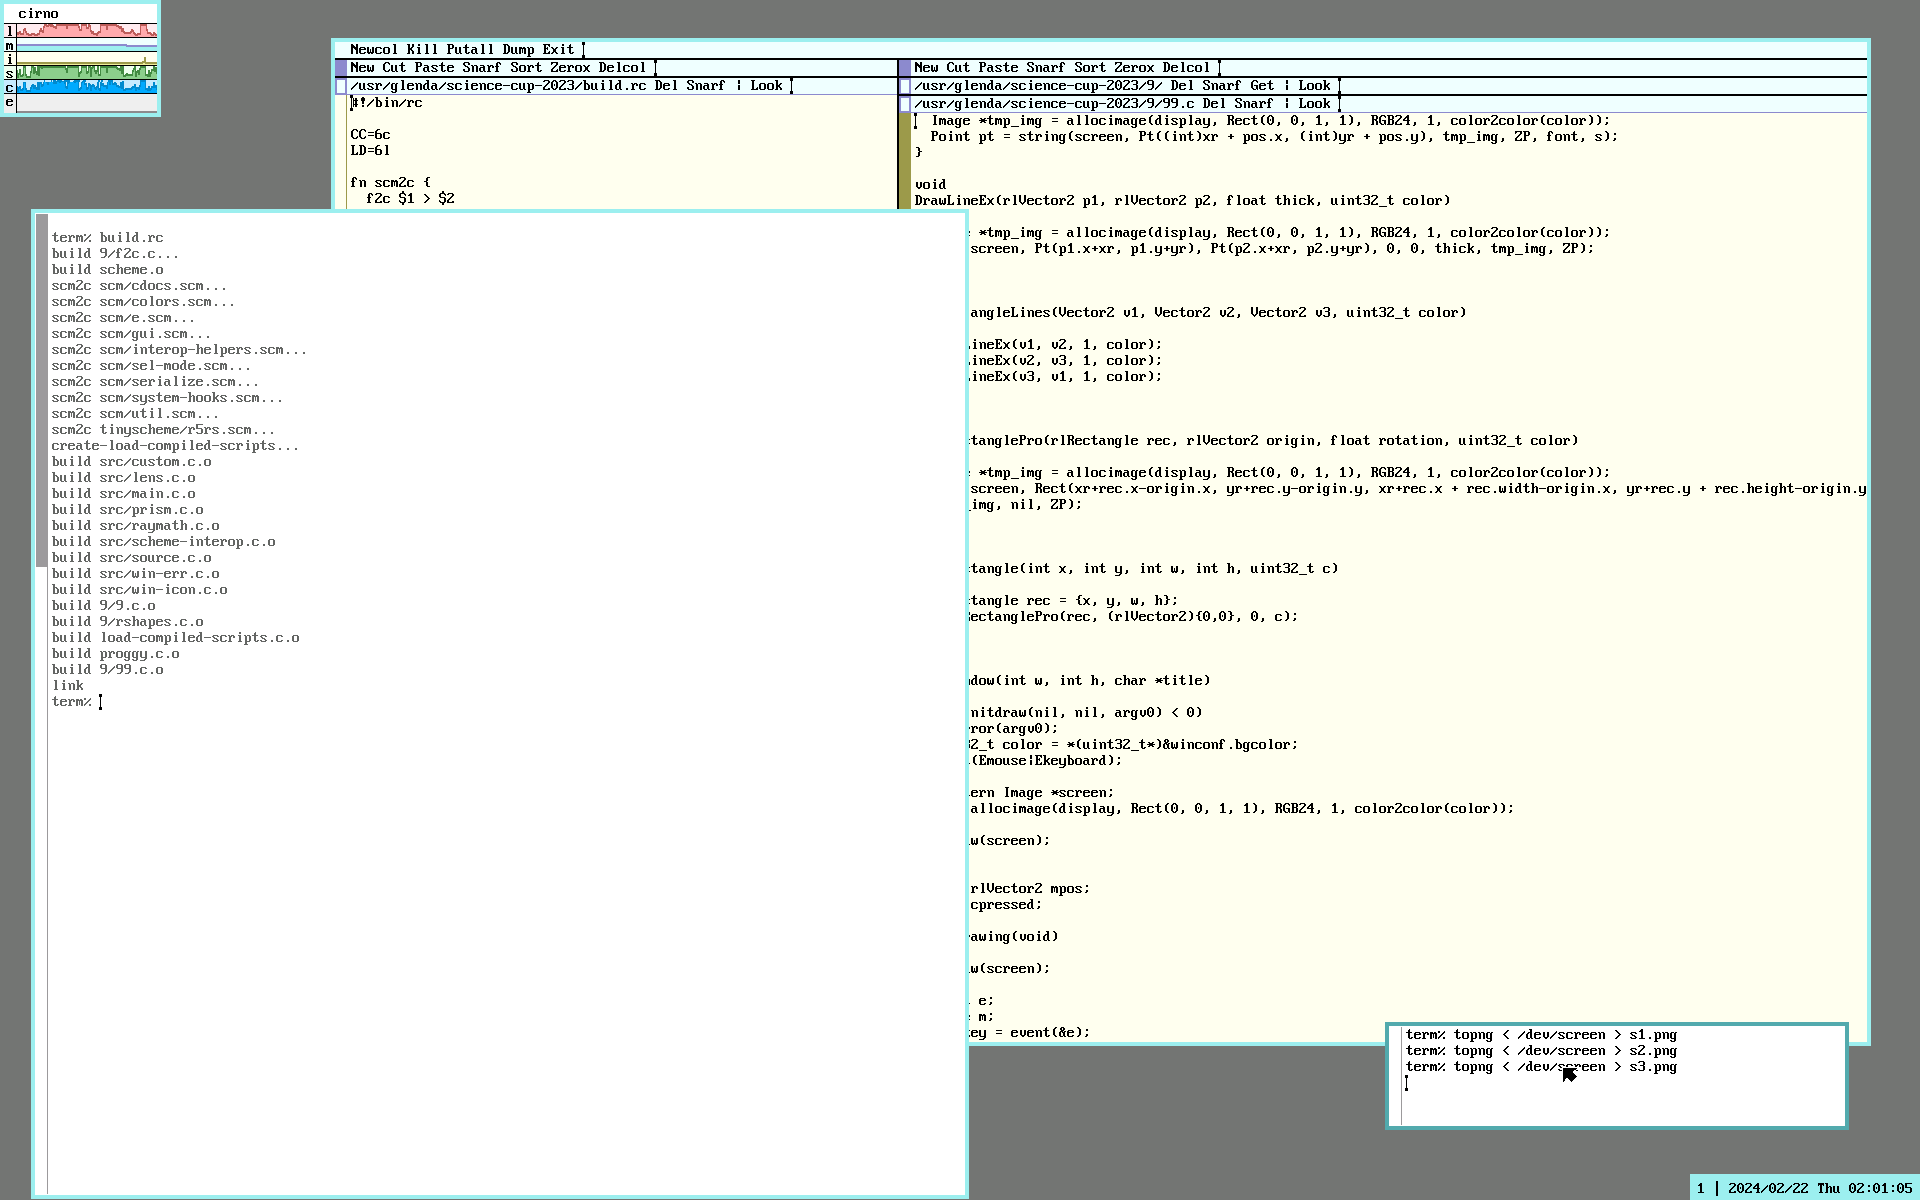 cirno
l
m
i
s
c
e
Newcol Kill Putall Dump Exit
New Cut Paste Snarf Sort Zerox Delcol
/usr/glenda/science-cup-2023/build.rc Del Snarf | Look
#!/bin/rc
CC=6c
LD=6l
fn scm2c {
f2c $1 > $2
New Cut Paste Snarf Sort Zerox Delcol
/usr/glenda/science-cup-2023/9/ Del Snarf Get | Look
/usr/glenda/science-cup-2023/9/99.c Del Snarf | Look
Image *tmp_img = allocimage(display, Rect(0, 0, 1, 1), RGB24, 1, color2color(color));
Point pt = string(screen, Pt((int)xr + pos.x, (int)yr + pos.y), tmp_img, ZP, font, s);
}
void
DrawLineEx(rlVector2 p1, rlVector2 p2, float thick, uint32_t color)
*tmp_img = allocimage(display, Rect(0, 0, 1, 1), RGB24, 1, color2color(color));
screen, Pt(p1.x+xr, p1.y+yr), Pt(p2.x+xr, p2.y+yr), 0, 0, thick, tmp_img, ZP);
angleLines(Vector2 v1, Vector2 v2, Vector2 v3, uint32_t color)
ineEx(v1, v2, 1, color);
ineEx(v2, v3, 1, color);
ineEx(v3, v1, 1, color);
tanglePro(rlRectangle rec, rlVector2 origin, float rotation, uint32_t color)
*tmp_img = allocimage(display, Rect(0, 0, 1, 1), RGB24, 1, color2color(color));
screen, Rect(xr+rec.x-origin.x, yr+rec.y-origin.y, xr+rec.x + rec.width-origin.x, yr+rec.y + rec.height-origin.y
_img, nil, ZP);
tangle(int x, int y, int w, int h, uint32_t c)
tangle rec = {x, y, w, h};
ectanglePro(rec, (rlVector2){0,0}, 0, c);
dow(int w, int h, char *title)
nitdraw(nil, nil, argv0) < 0)
ror(argv0);
2_t color = *(uint32_t*)&winconf.bgcolor;
(Emouse|Ekeyboard);
ern Image *screen;
allocimage(display, Rect(0, 0, 1, 1), RGB24, 1, color2color(color));
w(screen);
rlVector2 mpos;
cpressed;
awing(void)
w(screen);
e;
m;
ey = event(&e);
term% build.rc
build 9/f2c.c...
build scheme.o
scm2c scm/cdocs.scm...
scm2c scm/colors.scm...
scm2c scm/e.scm...
scm2c scm/gui.scm...
scm2c scm/interop-helpers.scm...
scm2c scm/sel-mode.scm...
scm2c scm/serialize.scm...
scm2c scm/system-hooks.scm...
scm2c scm/util.scm...
scm2c tinyscheme/r5rs.scm...
create-load-compiled-scripts...
build src/custom.c.o
build src/lens.c.o
build src/main.c.o
build src/prism.c.o
build src/raymath.c.o
build src/scheme-interop.c.o
build src/source.c.o
build src/win-err.c.o
build src/win-icon.c.o
build 9/9.c.o
build 9/rshapes.c.o
build load-compiled-scripts.c.o
build proggy.c.o
build 9/99.c.o
link
term%
term% topng < /dev/screen > s1.png
term% topng < /dev/screen > s2.png
term% topng < /dev/screen > s3.png
1 | 2024/02/22 Thu 02:01:05